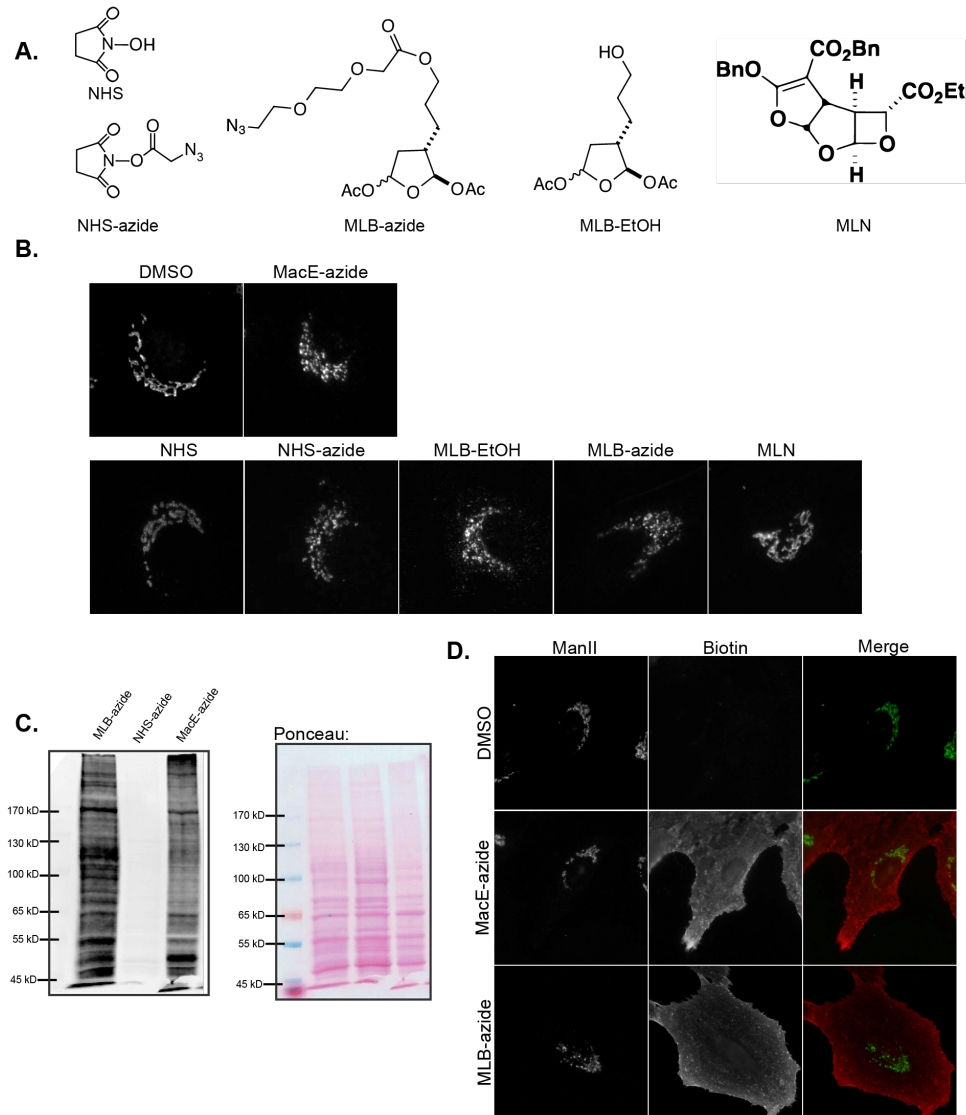 A.
O
N-OH
O
NHS
O
O
N-O
N3
O
NHS-azide
O
O
O
O
N3
AcO
O
OAc
MLB-azide
HO
AcO
O
OAc
MLB-EtOH
CO2Bn
BnO
H
CO2Et
O
O
O
H
MLN
B.
DMSO MacE-azide
NHS NHS-azide MLB-EtOH MLB-azide MLN
C.
MLB-azide
NHS-azide
MacE-azide
170 kD
130 kD
100 kD
65 kD
55 kD
45 kD
Ponceau:
170 kD
130 kD
100 kD
65 kD
55 kD
45 kD
D.
ManII Biotin Merge
DMSO
MacE-azide
MLB-azide